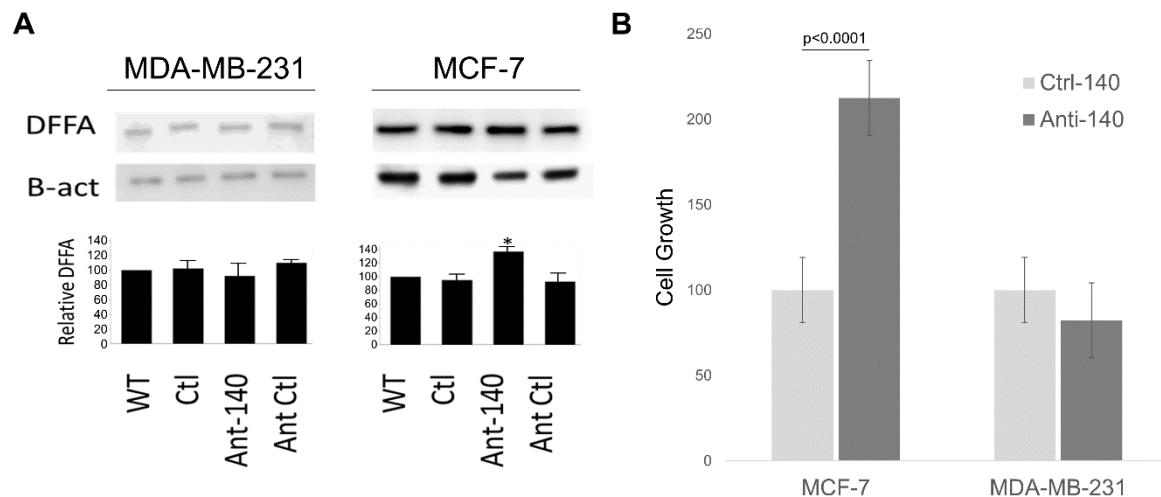 A
MDA-MB-231
MCF-7
DFFA
B-act
Relative DFFA
140
120
100
80
60
40
20
0
140
120
100
80
60
40
20
0
*
WT
Ctl
Ant-140
Ant Ctl
WT
Ctl
Ant-140
Ant Ctl
B
Cell Growth
250
200
150
100
50
0
p<0.0001
Ctrl-140
Anti-140
MCF-7
MDA-MB-231